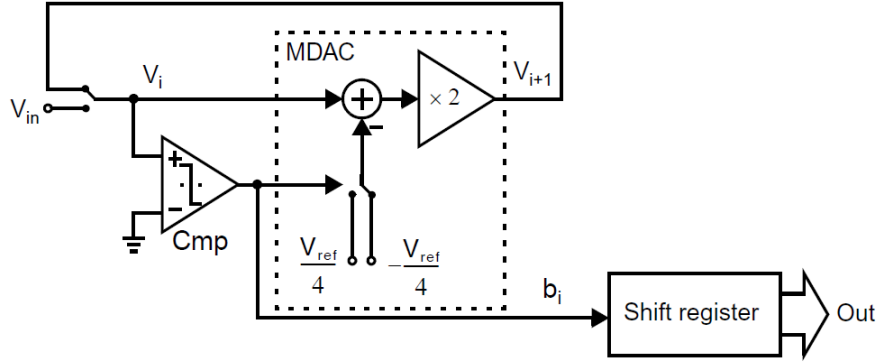 MDAC
V_i
V_{i+1}
× 2
+
V_in
+
−
−
Cmp
V_ref/4
−V_ref/4
b_i
Shift register
Out